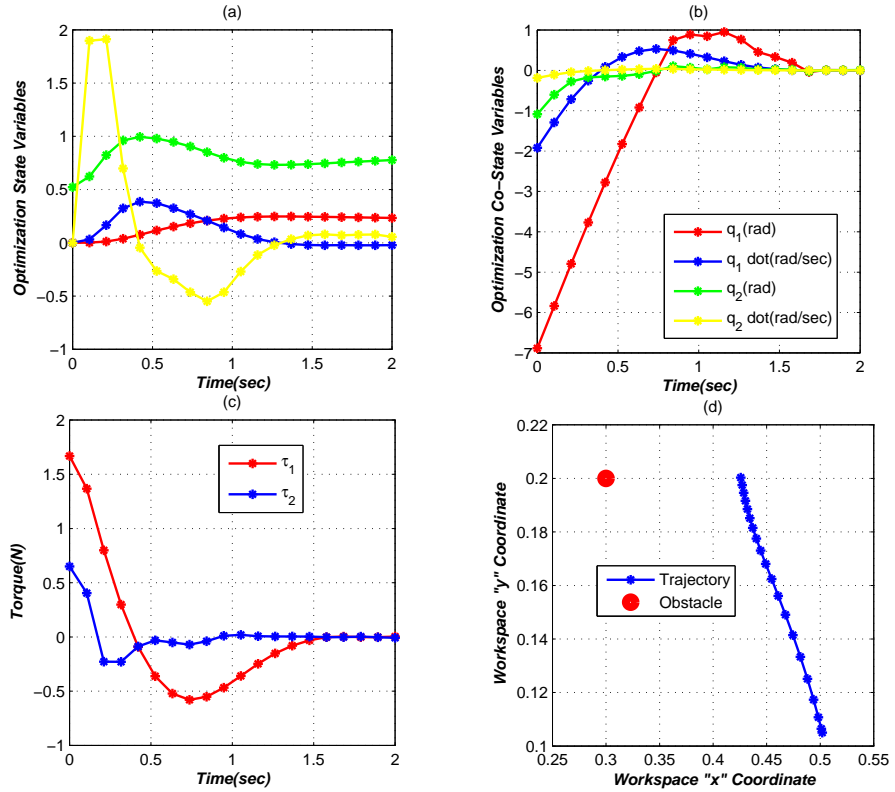 (a)
2
1.5
1
0.5
0
−0.5
−1
0 0.5 1 1.5 2
Optimization State Variables
Time(sec)
(b)
1
0
−1
−2
−3
−4
−5
−6
−7
0 0.5 1 1.5 2
Optimization Co−State Variables
Time(sec)
q1(rad)
q1 dot(rad/sec)
q2(rad)
q2 dot(rad/sec)
(c)
2
1.5
1
0.5
0
−0.5
−1
0 0.5 1 1.5 2
Torque(N)
Time(sec)
τ1
τ2
(d)
0.22
0.2
0.18
0.16
0.14
0.12
0.1
0.25 0.3 0.35 0.4 0.45 0.5 0.55
Workspace "y" Coordinate
Workspace "x" Coordinate
Trajectory
Obstacle